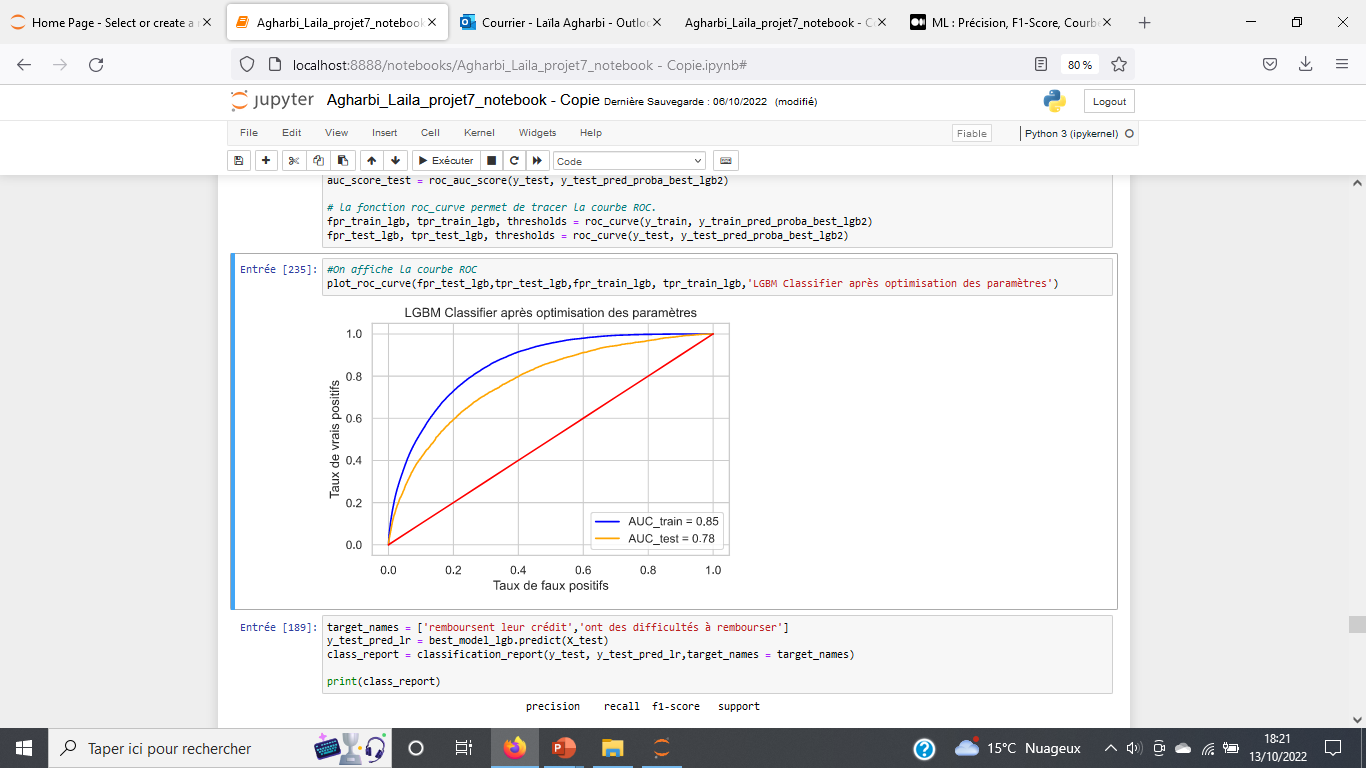 Home Page - Select or create a
Agharbi_Laila_projet7_notebook
Courrier - Laïla Agharbi - Outlo
Agharbi_Laila_projet7_notebook - Co
ML : Précision, F1-Score, Courbe
localhost:8888/notebooks/Agharbi_Laila_projet7_notebook - Copie.ipynb#
80 %
jupyter Agharbi_Laila_projet7_notebook - Copie Dernière Sauvegarde : 06/10/2022 (modifié)
Logout
File Edit View Insert Cell Kernel Widgets Help
Fiable
Python 3 (ipykernel)
Exécuter
Code
auc_score_test = roc_auc_score(y_test, y_test_pred_proba_best_lgb2)
# la fonction roc_curve permet de tracer la courbe ROC.
fpr_train_lgb, tpr_train_lgb, thresholds = roc_curve(y_train, y_train_pred_proba_best_lgb2)
fpr_test_lgb, tpr_test_lgb, thresholds = roc_curve(y_test, y_test_pred_proba_best_lgb2)
Entrée [235]:
#On affiche la courbe ROC
plot_roc_curve(fpr_test_lgb,tpr_test_lgb,fpr_train_lgb, tpr_train_lgb,'LGBM Classifier après optimisation des paramètres')
LGBM Classifier après optimisation des paramètres
1.0
0.8
0.6
0.4
0.2
0.0
Taux de vrais positifs
AUC_train = 0.85
AUC_test = 0.78
0.0 0.2 0.4 0.6 0.8 1.0
Taux de faux positifs
Entrée [189]:
target_names = ['remboursent leur crédit','ont des difficultés à rembourser']
y_test_pred_lr = best_model_lgb.predict(X_test)
class_report = classification_report(y_test, y_test_pred_lr,target_names = target_names)
print(class_report)
precision recall f1-score support
Taper ici pour rechercher
15°C Nuageux
18:21
13/10/2022